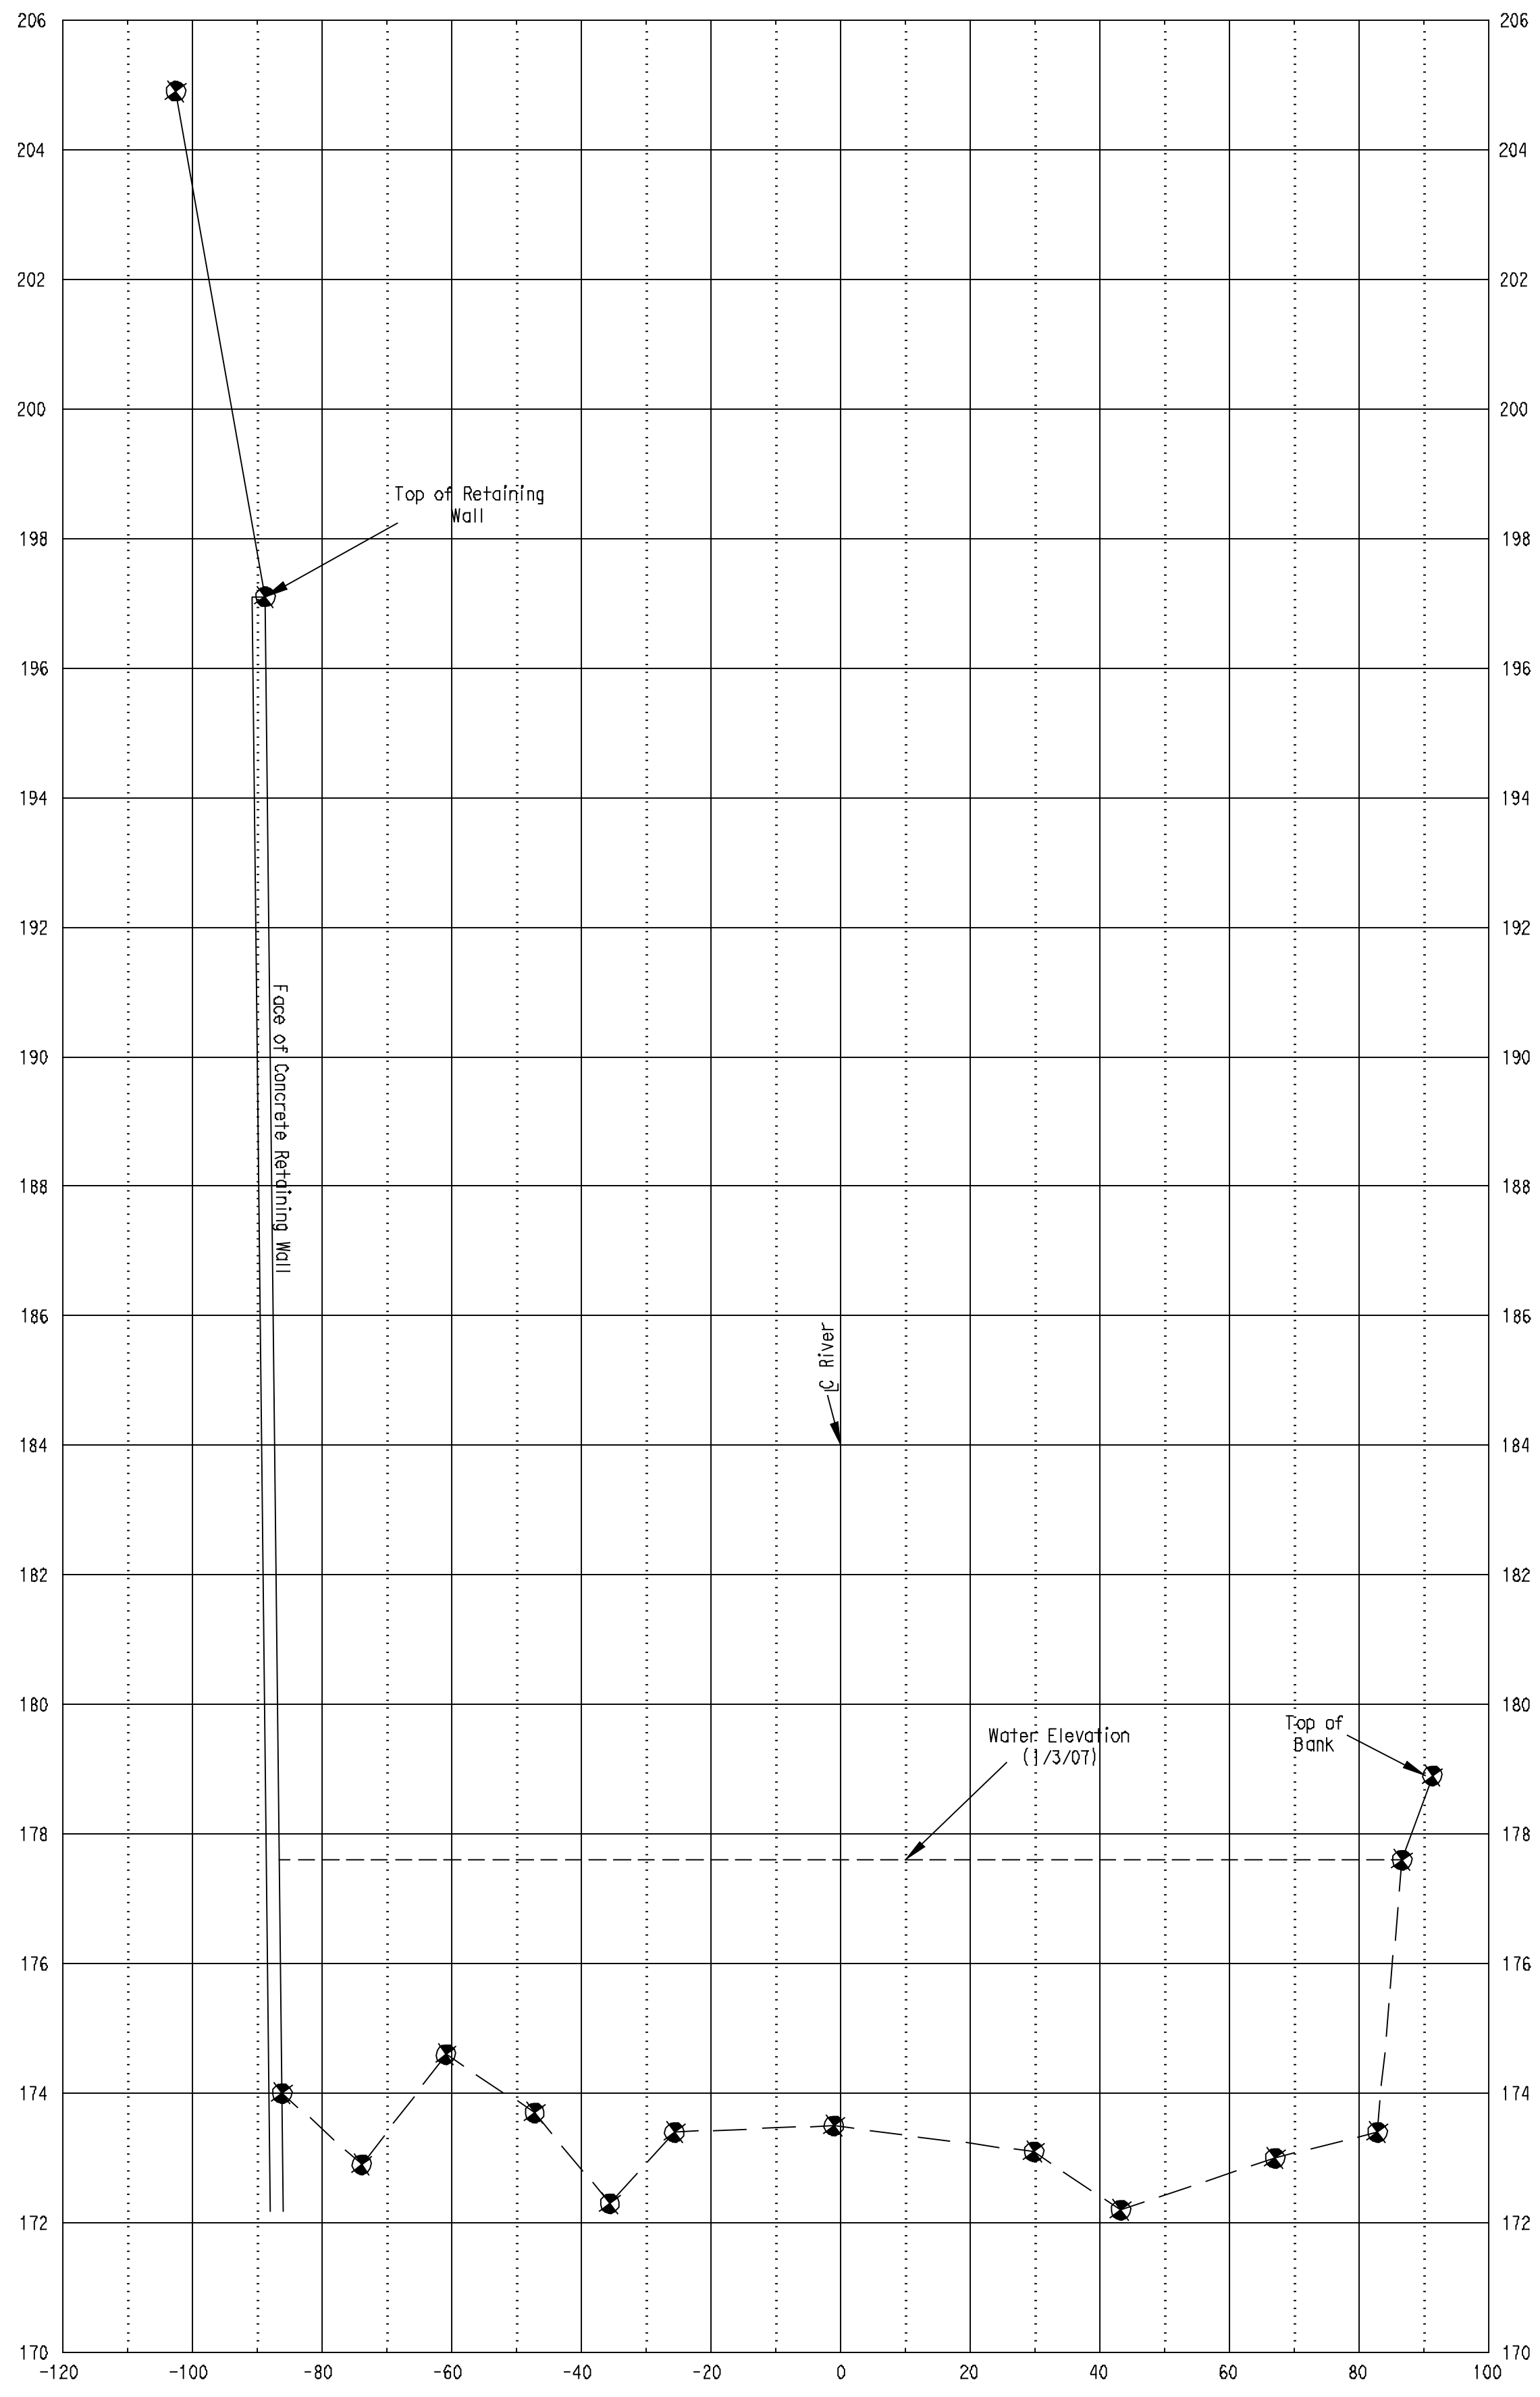 206 206
204 204
202 202
200 200
Top of Retaining
Wall
198 198
196 196
194 194
192 192
Face of Concrete Retaining Wall
190 190
188 188
186 186
CL River
184 184
182 182
180 180
Top of
Bank
Water Elevation
(1/3/07)
178 178
176 176
174 174
172 172
170 170
-120 -100 -80 -60 -40 -20 0 20 40 60 80 100